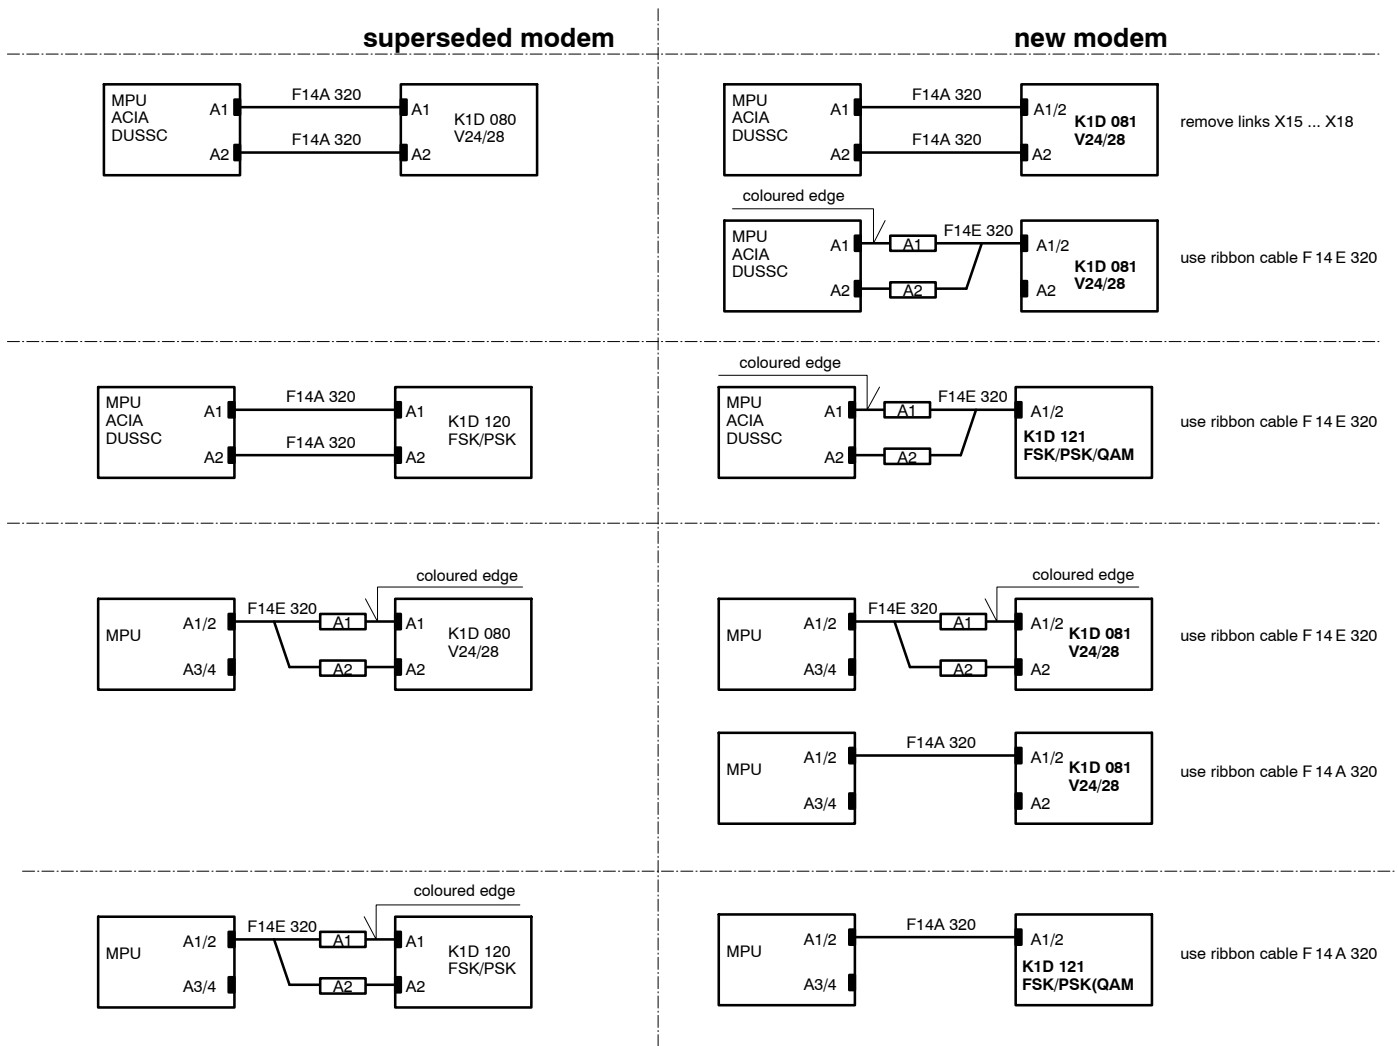 superseded modem
new modem
MPU
ACIA
DUSSC
A1
A2
F14A 320
F14A 320
A1
A2
K1D 080
V24/28
MPU
ACIA
DUSSC
A1
A2
F14A 320
F14A 320
A1/2
A2
K1D 081
V24/28
remove links X15 ... X18
coloured edge
MPU
ACIA
DUSSC
A1
A2
A1
A2
F14E 320
A1/2
A2
K1D 081
V24/28
use ribbon cable F 14 E 320
MPU
ACIA
DUSSC
A1
A2
F14A 320
F14A 320
A1
A2
K1D 120
FSK/PSK
coloured edge
MPU
ACIA
DUSSC
A1
A2
A1
A2
F14E 320
A1/2
K1D 121
FSK/PSK/QAM
use ribbon cable F 14 E 320
coloured edge
MPU
A1/2
A3/4
F14E 320
A1
A2
A1
A2
K1D 080
V24/28
coloured edge
MPU
A1/2
A3/4
F14E 320
A1
A2
A1/2
A2
K1D 081
V24/28
use ribbon cable F 14 E 320
MPU
A1/2
A3/4
F14A 320
A1/2
A2
K1D 081
V24/28
use ribbon cable F 14 A 320
coloured edge
MPU
A1/2
A3/4
F14E 320
A1
A2
A1
A2
K1D 120
FSK/PSK
MPU
A1/2
A3/4
F14A 320
A1/2
K1D 121
FSK/PSK(QAM
use ribbon cable F 14 A 320